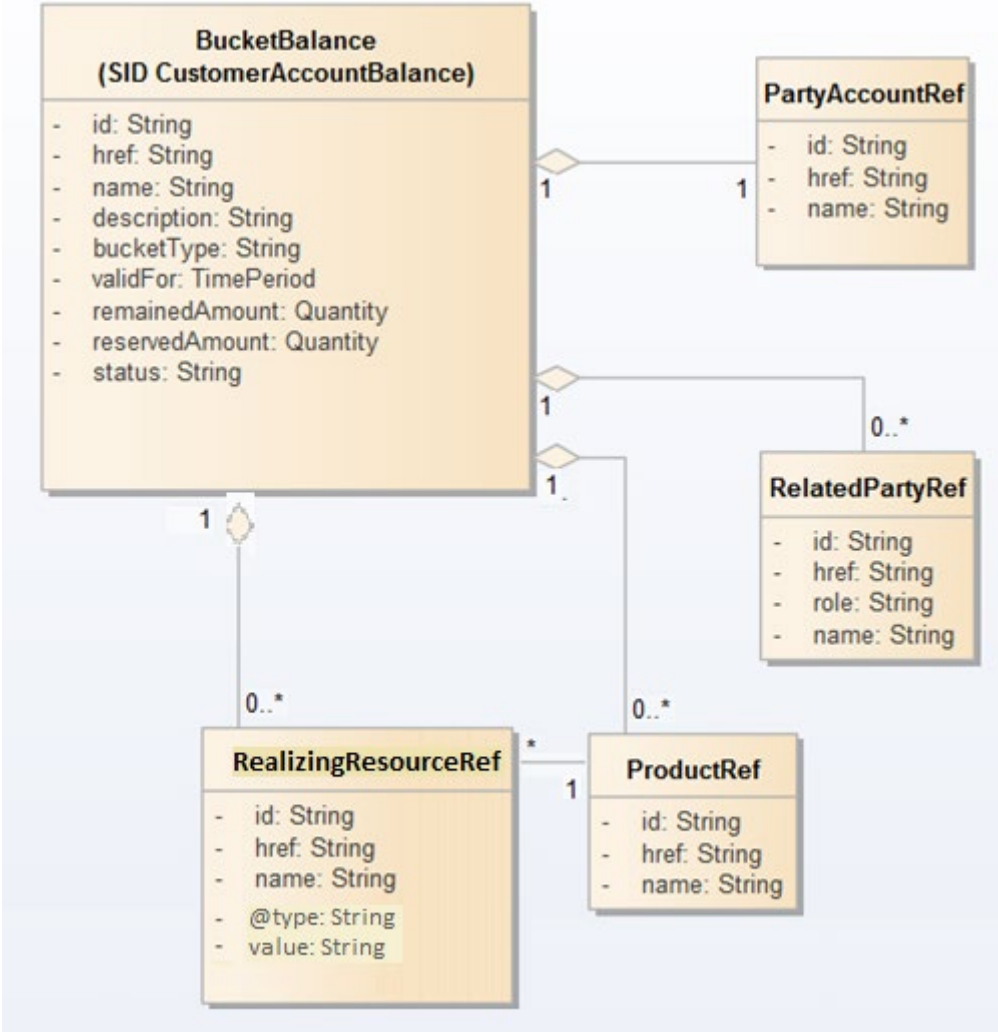 BucketBalance
(SID CustomerAccountBalance)
- id: String
- href: String
- name: String
- description: String
- bucketType: String
- validFor: TimePeriod
- remainedAmount: Quantity
- reservedAmount: Quantity
- status: String
PartyAccountRef
- id: String
- href: String
- name: String
1
1
1
0..*
1.
1
RelatedPartyRef
- id: String
- href: String
- role: String
- name: String
0..*
0..*
RealizingResourceRef
- id: String
- href: String
- name: String
- @type: String
- value: String
*
1
ProductRef
- id: String
- href: String
- name: String